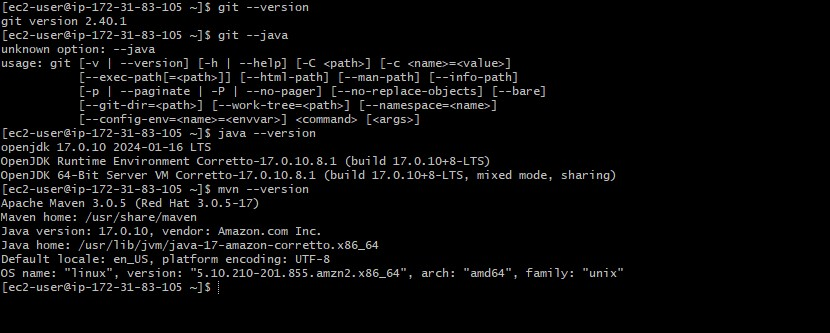 [ec2-user@ip-172-31-83-105 ~]$ git --version
git version 2.40.1
[ec2-user@ip-172-31-83-105 ~]$ git --java
unknown option: --java
usage: git [-v | --version] [-h | --help] [-C <path>] [-c <name>=<value>]
           [--exec-path[=<path>]] [--html-path] [--man-path] [--info-path]
           [-p | --paginate | -P | --no-pager] [--no-replace-objects] [--bare]
           [--git-dir=<path>] [--work-tree=<path>] [--namespace=<name>]
           [--config-env=<name>=<envvar>] <command> [<args>]
[ec2-user@ip-172-31-83-105 ~]$ java --version
openjdk 17.0.10 2024-01-16 LTS
OpenJDK Runtime Environment Corretto-17.0.10.8.1 (build 17.0.10+8-LTS)
OpenJDK 64-Bit Server VM Corretto-17.0.10.8.1 (build 17.0.10+8-LTS, mixed mode, sharing)
[ec2-user@ip-172-31-83-105 ~]$ mvn --version
Apache Maven 3.0.5 (Red Hat 3.0.5-17)
Maven home: /usr/share/maven
Java version: 17.0.10, vendor: Amazon.com Inc.
Java home: /usr/lib/jvm/java-17-amazon-corretto.x86_64
Default locale: en_US, platform encoding: UTF-8
OS name: "linux", version: "5.10.210-201.855.amzn2.x86_64", arch: "amd64", family: "unix"
[ec2-user@ip-172-31-83-105 ~]$